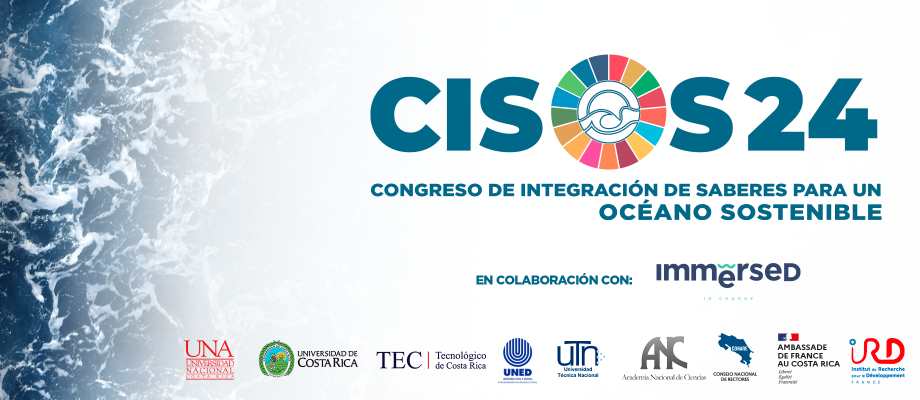 CISOS24
CONGRESO DE INTEGRACIÓN DE SABERES PARA UN
OCÉANO SOSTENIBLE
EN COLABORACIÓN CON:
ImmersED
IN CHANGE
UNA
UNIVERSIDAD
NACIONAL
COSTA RICA
UNIVERSIDAD DE
COSTA RICA
TEC
Tecnológico
de Costa Rica
UNED
UTN
Universidad
Técnica Nacional
ANC
Academia Nacional de Ciencias
CONARE
CONSEJO NACIONAL
DE RECTORES
AMBASSADE
DE FRANCE
AU COSTA RICA
Liberté
Égalité
Fraternité
IRD
Institut de Recherche
pour le Développement
FRANCE